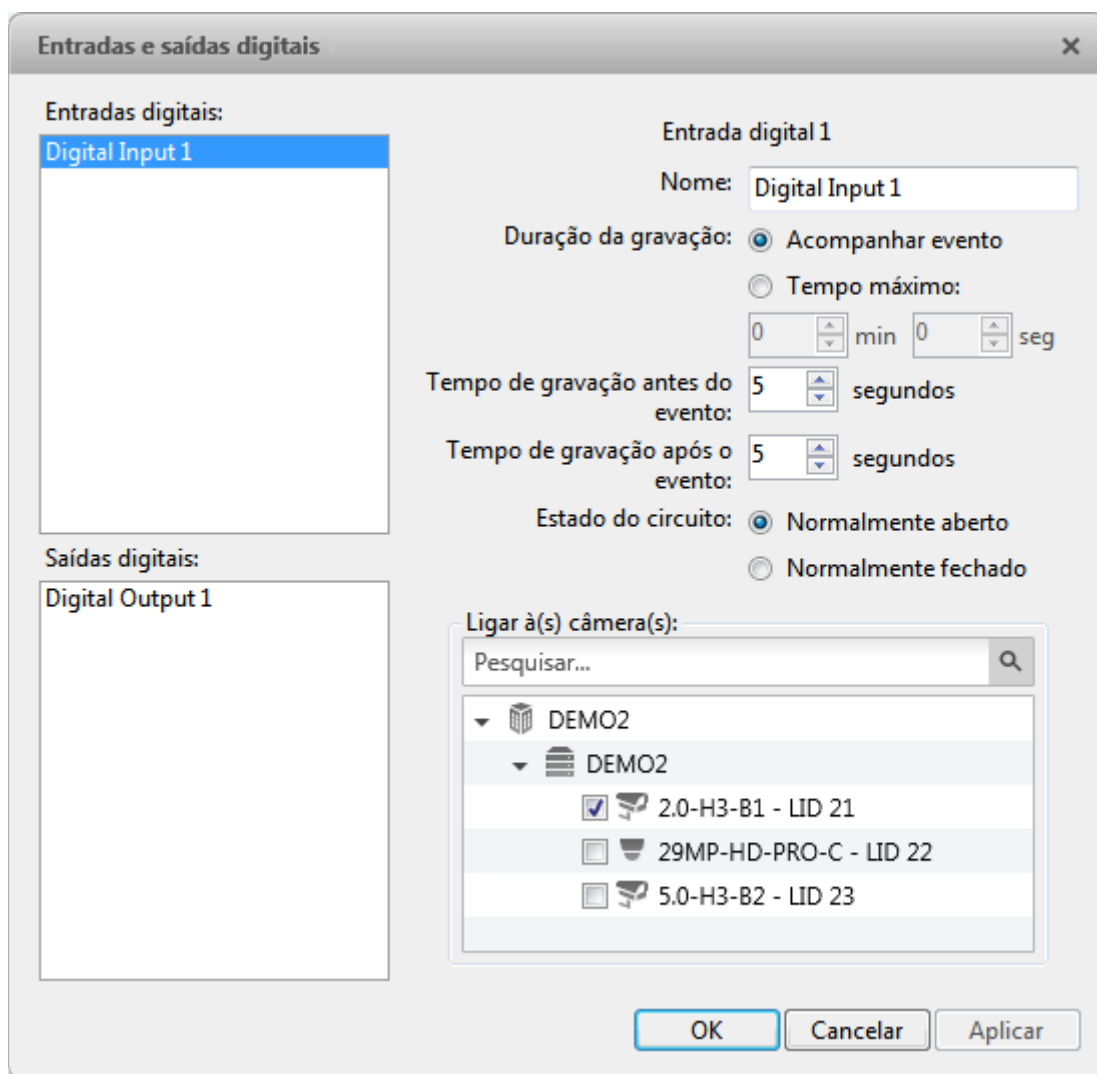 Entradas e saídas digitais
Entradas digitais:
Digital Input 1
Saídas digitais:
Digital Output 1
Entrada digital 1
Nome: Digital Input 1
Duração da gravação: Acompanhar evento
Tempo máximo:
0 min 0 seg
Tempo de gravação antes do
evento: 5 segundos
Tempo de gravação após o
evento: 5 segundos
Estado do circuito: Normalmente aberto
Normalmente fechado
Ligar à(s) câmera(s):
Pesquisar...
DEMO2
DEMO2
2.0-H3-B1 - LID 21
29MP-HD-PRO-C - LID 22
5.0-H3-B2 - LID 23
OK Cancelar Aplicar